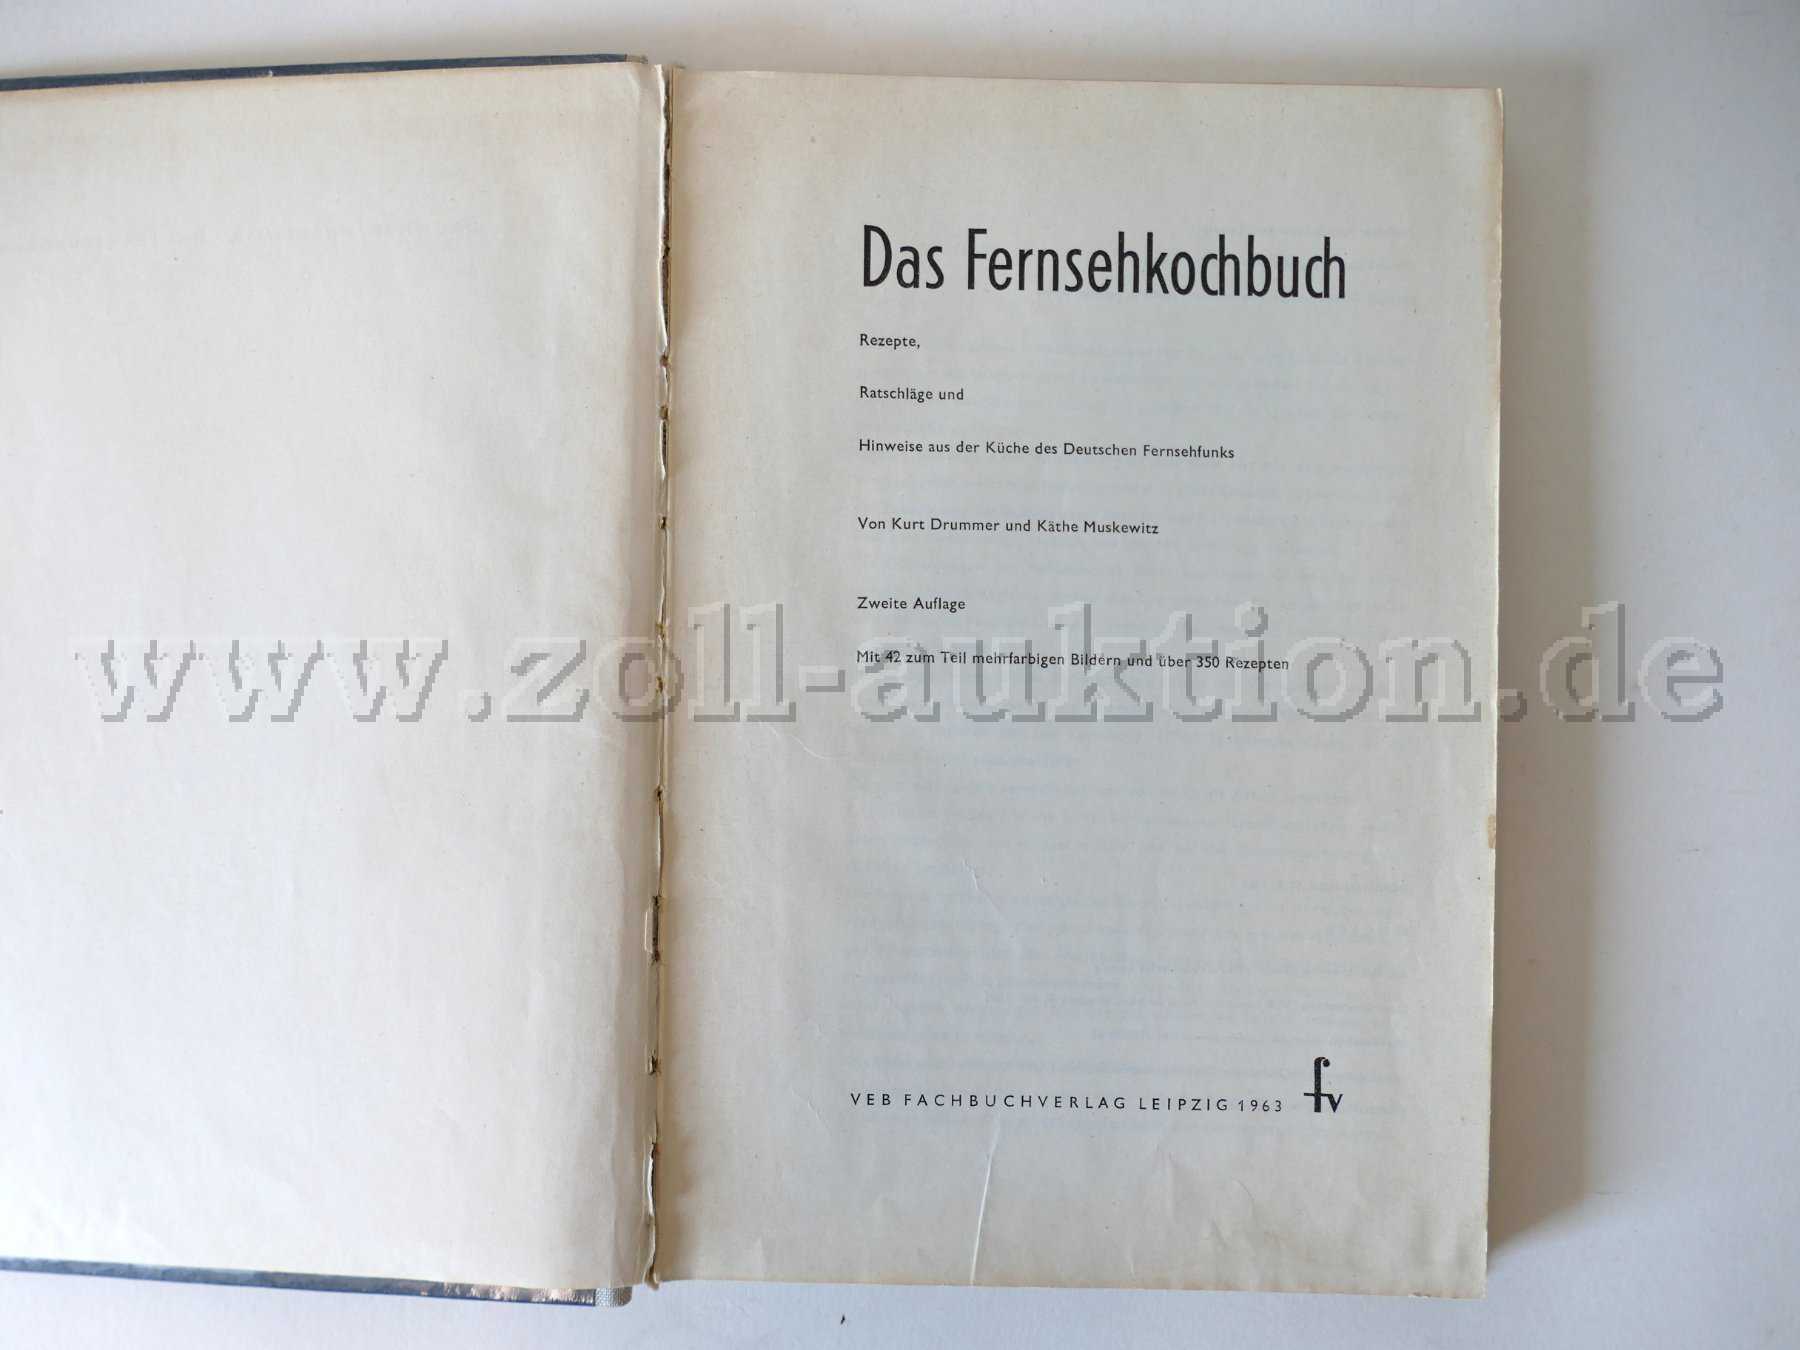 Das Fernsehkochbuch
Rezepte,
Ratschläge und
Hinweise aus der Küche des Deutschen Fernsehfunks
Von Kurt Drummer und Käthe Muskewitz
Zweite Auflage
Mit 42 zum Teil mehrfarbigen Bildern und über 350 Rezepten
www.zoll-auktion.de
VEB FACHBUCHVERLAG LEIPZIG 1963 fv